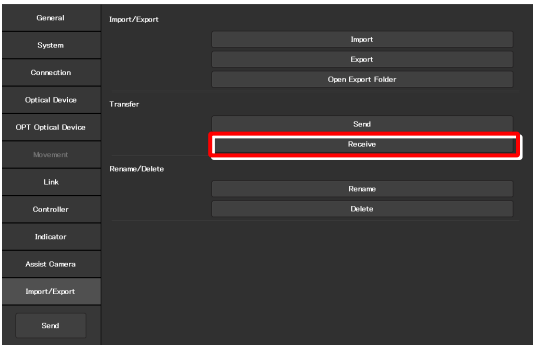 General
System
Connection
Optical Device
OPT Optical Device
Movement
Link
Controller
Indicator
Assist Camera
Import/Export
Send
Import/Export
Import
Export
Open Export Folder
Transfer
Send
Receive
Rename/Delete
Rename
Delete